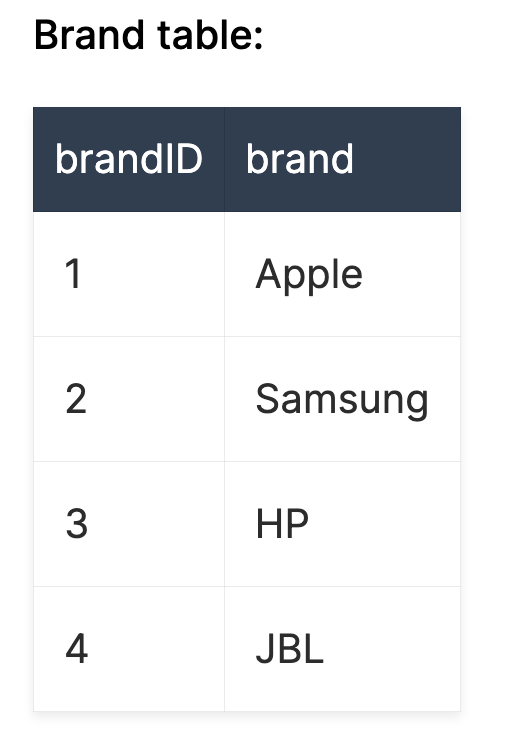 Brand table:
brandID brand
1 Apple
2 Samsung
3 HP
4 JBL